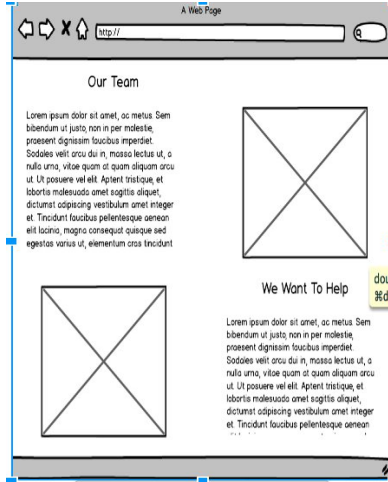 A Web Page
http://
Our Team
Lorem ipsum dolor sit amet, ac metus. Sem
bibendum ut justo, non in per molestie,
praesent dignissim faucibus imperdiet.
Sodales velit arcu dui in, massa lectus ut, a
nulla urna, vitae quam at quam aliquam arcu
ut. Ut posuere vel elit. Aptent tristique, et
lobortis malesuada amet sagittis aliquet,
dictumst adipiscing vestibulum amet integer
et. Tincidunt faucibus pellentesque aenean
elit lacinia, magna consequat quisque sed
egestas varius ut, elementum cras tincidunt
We Want To Help
Lorem ipsum dolor sit amet, ac metus. Sem
bibendum ut justo, non in per molestie,
praesent dignissim faucibus imperdiet.
Sodales velit arcu dui in, massa lectus ut, a
nulla urna, vitae quam at quam aliquam arcu
ut. Ut posuere vel elit. Aptent tristique, et
lobortis malesuada amet sagittis aliquet,
dictumst adipiscing vestibulum amet integer
et. Tincidunt faucibus pellentesque aenean
dou
⌘d